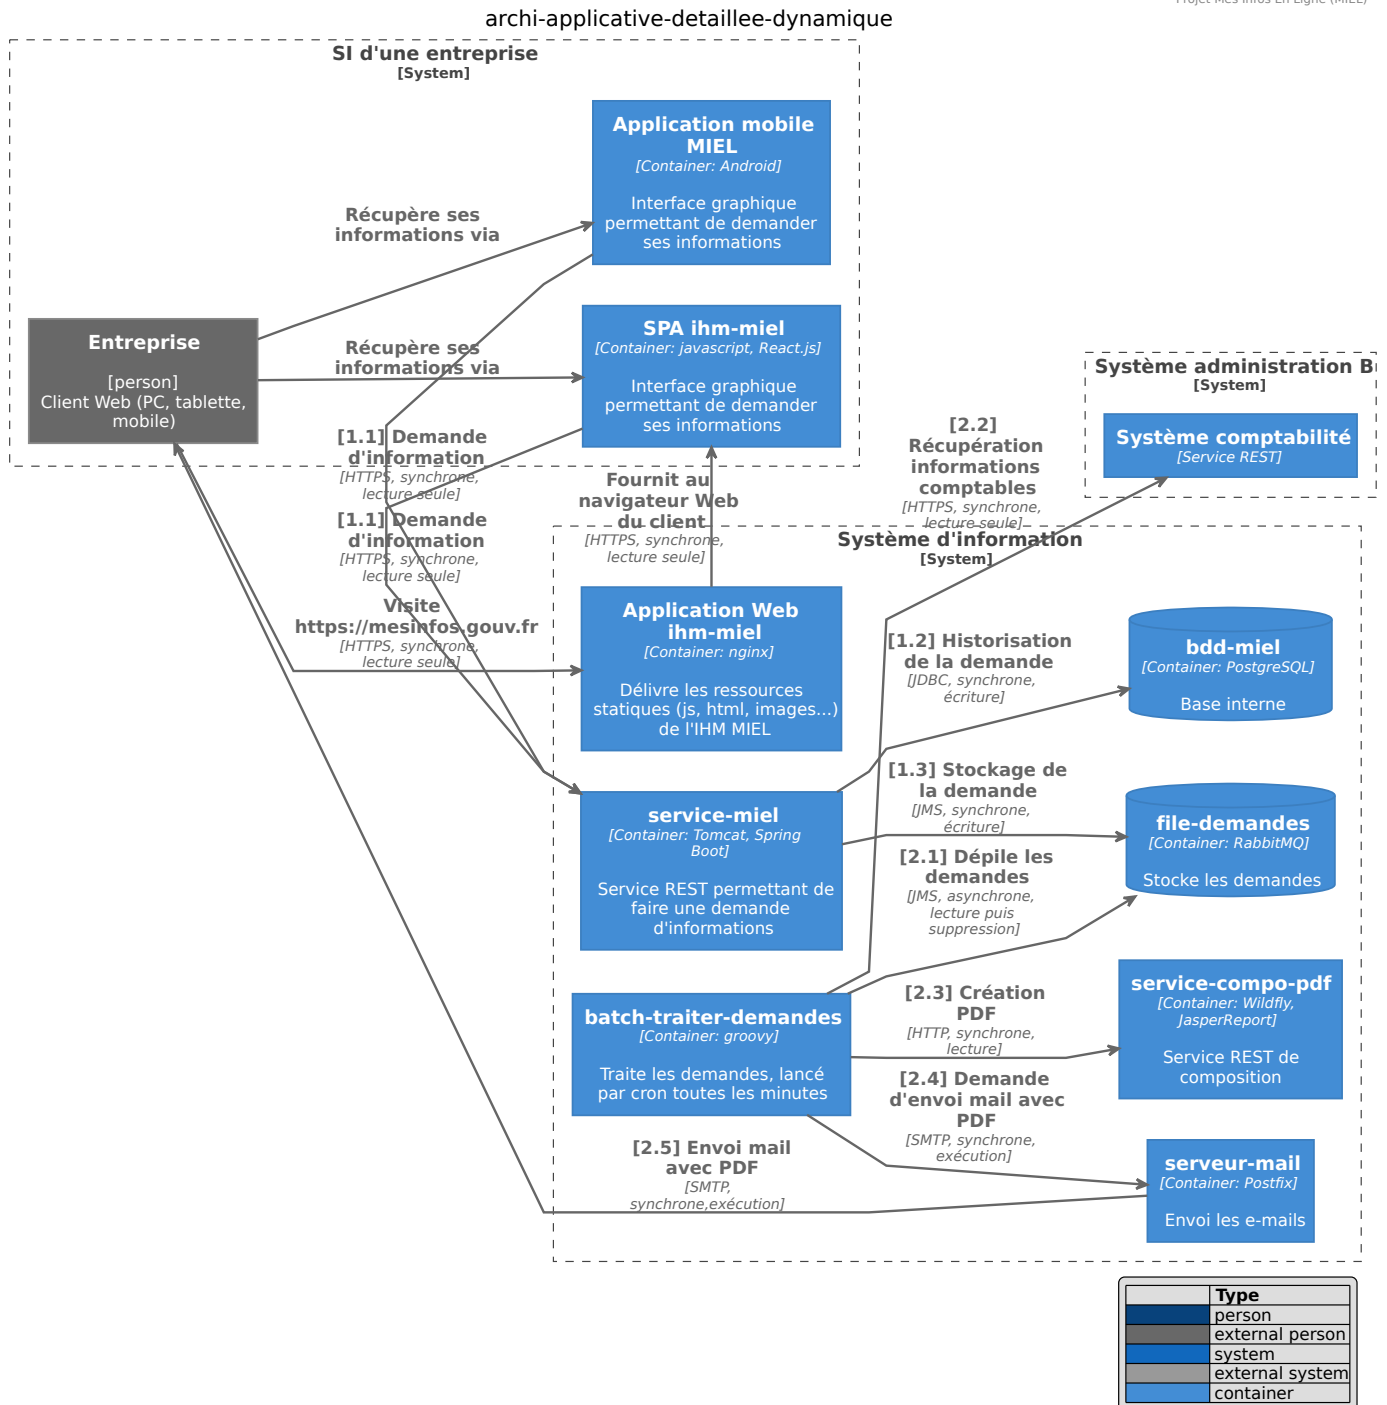 Projet Mes Infos En Ligne (MIEL)
archi-applicative-detaillee-dynamique
SI d'une entreprise
[System]
Application mobile
MIEL
[Container: Android]
Interface graphique
permettant de demander
ses informations
Récupère ses
informations via
Entreprise
[person]
Client Web (PC, tablette,
mobile)
Récupère ses
informations via
SPA ihm-miel
[Container: javascript, React.js]
Interface graphique
permettant de demander
ses informations
Système administration B
[System]
Système comptabilité
[Service REST]
[1.1] Demande
d'information
[HTTPS, synchrone,
lecture seule]
[1.1] Demande
d'information
[HTTPS, synchrone,
lecture seule]
Fournit au
navigateur Web
du client
[HTTPS, synchrone,
lecture seule]
[2.2]
Récupération
informations
comptables
[HTTPS, synchrone,
lecture seule]
Système d'information
[System]
Visite
https://mesinfos.gouv.fr
[HTTPS, synchrone,
lecture seule]
Application Web
ihm-miel
[Container: nginx]
Délivre les ressources
statiques (js, html, images...)
de l'IHM MIEL
[1.2] Historisation
de la demande
[JDBC, synchrone,
écriture]
bdd-miel
[Container: PostgreSQL]
Base interne
service-miel
[Container: Tomcat, Spring
Boot]
Service REST permettant de
faire une demande
d'informations
[1.3] Stockage de
la demande
[JMS, synchrone,
écriture]
file-demandes
[Container: RabbitMQ]
Stocke les demandes
[2.1] Dépile les
demandes
[JMS, asynchrone,
lecture puis
suppression]
batch-traiter-demandes
[Container: groovy]
Traite les demandes, lancé
par cron toutes les minutes
[2.3] Création
PDF
[HTTP, synchrone,
lecture]
service-compo-pdf
[Container: Wildfly,
JasperReport]
Service REST de
composition
[2.4] Demande
d'envoi mail avec
PDF
[SMTP, synchrone,
exécution]
[2.5] Envoi mail
avec PDF
[SMTP,
synchrone,exécution]
serveur-mail
[Container: Postfix]
Envoi les e-mails
Type
person
external person
system
external system
container